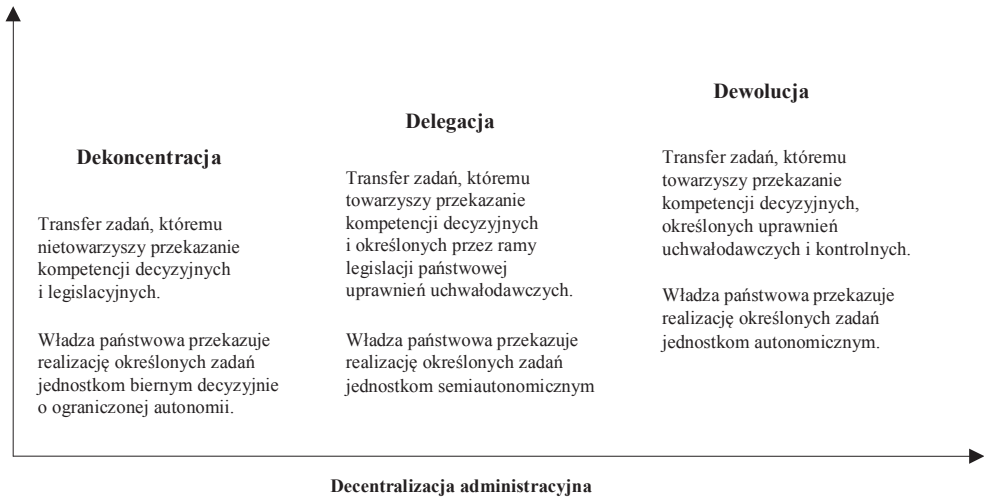 Dekoncentracja
Transfer zadań, któremu
nietowarzyszy przekazanie
kompetencji decyzyjnych
i legislacyjnych.
Władza państwowa przekazuje
realizację określonych zadań
jednostkom biernym decyzyjnie
o ograniczonej autonomii.
Delegacja
Transfer zadań, któremu
towarzyszy przekazanie
kompetencji decyzyjnych
i określonych przez ramy
legislacji państwowej
uprawnień uchwałodawczych.
Władza państwowa przekazuje
realizację określonych zadań
jednostkom semiautonomicznym
Dewolucja
Transfer zadań, któremu
towarzyszy przekazanie
kompetencji decyzyjnych,
określonych uprawnień
uchwałodawczych i kontrolnych.
Władza państwowa przekazuje
realizację określonych zadań
jednostkom autonomicznym.
Decentralizacja administracyjna